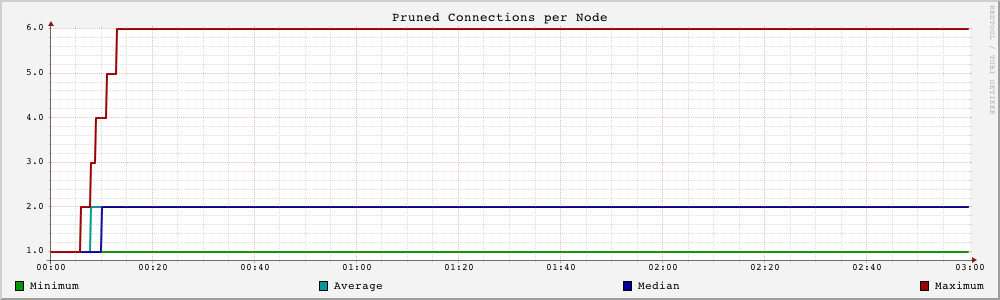 Pruned Connections per Node
RRDTOOL / TOBI OETIKER
6.0
5.0
4.0
3.0
2.0
1.0
00:00 00:20 00:40 01:00 01:20 01:40 02:00 02:20 02:40 03:00
Minimum Average Median Maximum